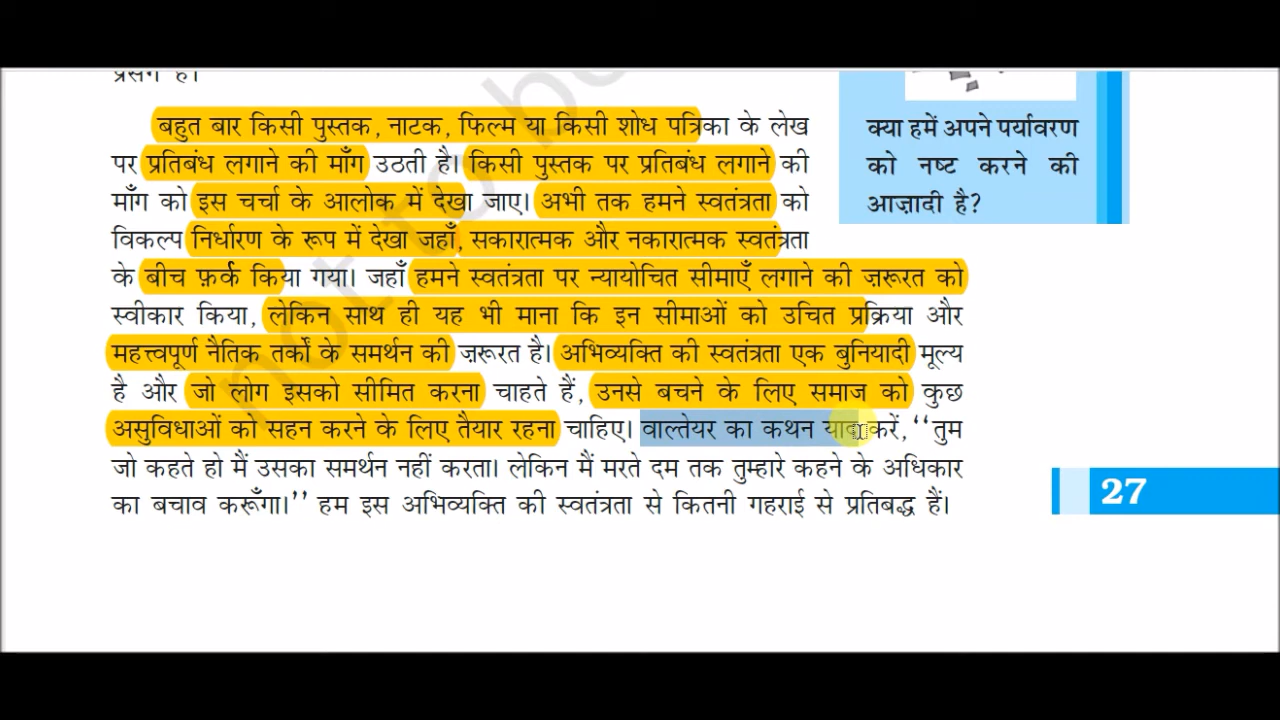 प्रसंग है।
बहुत बार किसी पुस्तक, नाटक, फिल्म या किसी शोध पत्रिका के लेख
पर प्रतिबंध लगाने की माँग उठती है। किसी पुस्तक पर प्रतिबंध लगाने की
माँग को इस चर्चा के आलोक में देखा जाए। अभी तक हमने स्वतंत्रता को
विकल्प निर्धारण के रूप में देखा जहाँ, सकारात्मक और नकारात्मक स्वतंत्रता
के बीच फ़र्क किया गया। जहाँ हमने स्वतंत्रता पर न्यायोचित सीमाएँ लगाने की ज़रूरत को
स्वीकार किया, लेकिन साथ ही यह भी माना कि इन सीमाओं को उचित प्रक्रिया और
महत्त्वपूर्ण नैतिक तर्कों के समर्थन की ज़रूरत है। अभिव्यक्ति की स्वतंत्रता एक बुनियादी मूल्य
है और जो लोग इसको सीमित करना चाहते हैं, उनसे बचने के लिए समाज को कुछ
असुविधाओं को सहन करने के लिए तैयार रहना चाहिए। वाल्तेयर का कथन याद करें, ‘‘तुम
जो कहते हो मैं उसका समर्थन नहीं करता। लेकिन मैं मरते दम तक तुम्हारे कहने के अधिकार
का बचाव करूँगा।’’ हम इस अभिव्यक्ति की स्वतंत्रता से कितनी गहराई से प्रतिबद्ध हैं।
क्या हमें अपने पर्यावरण
को नष्ट करने की
आज़ादी है?
27
not to b